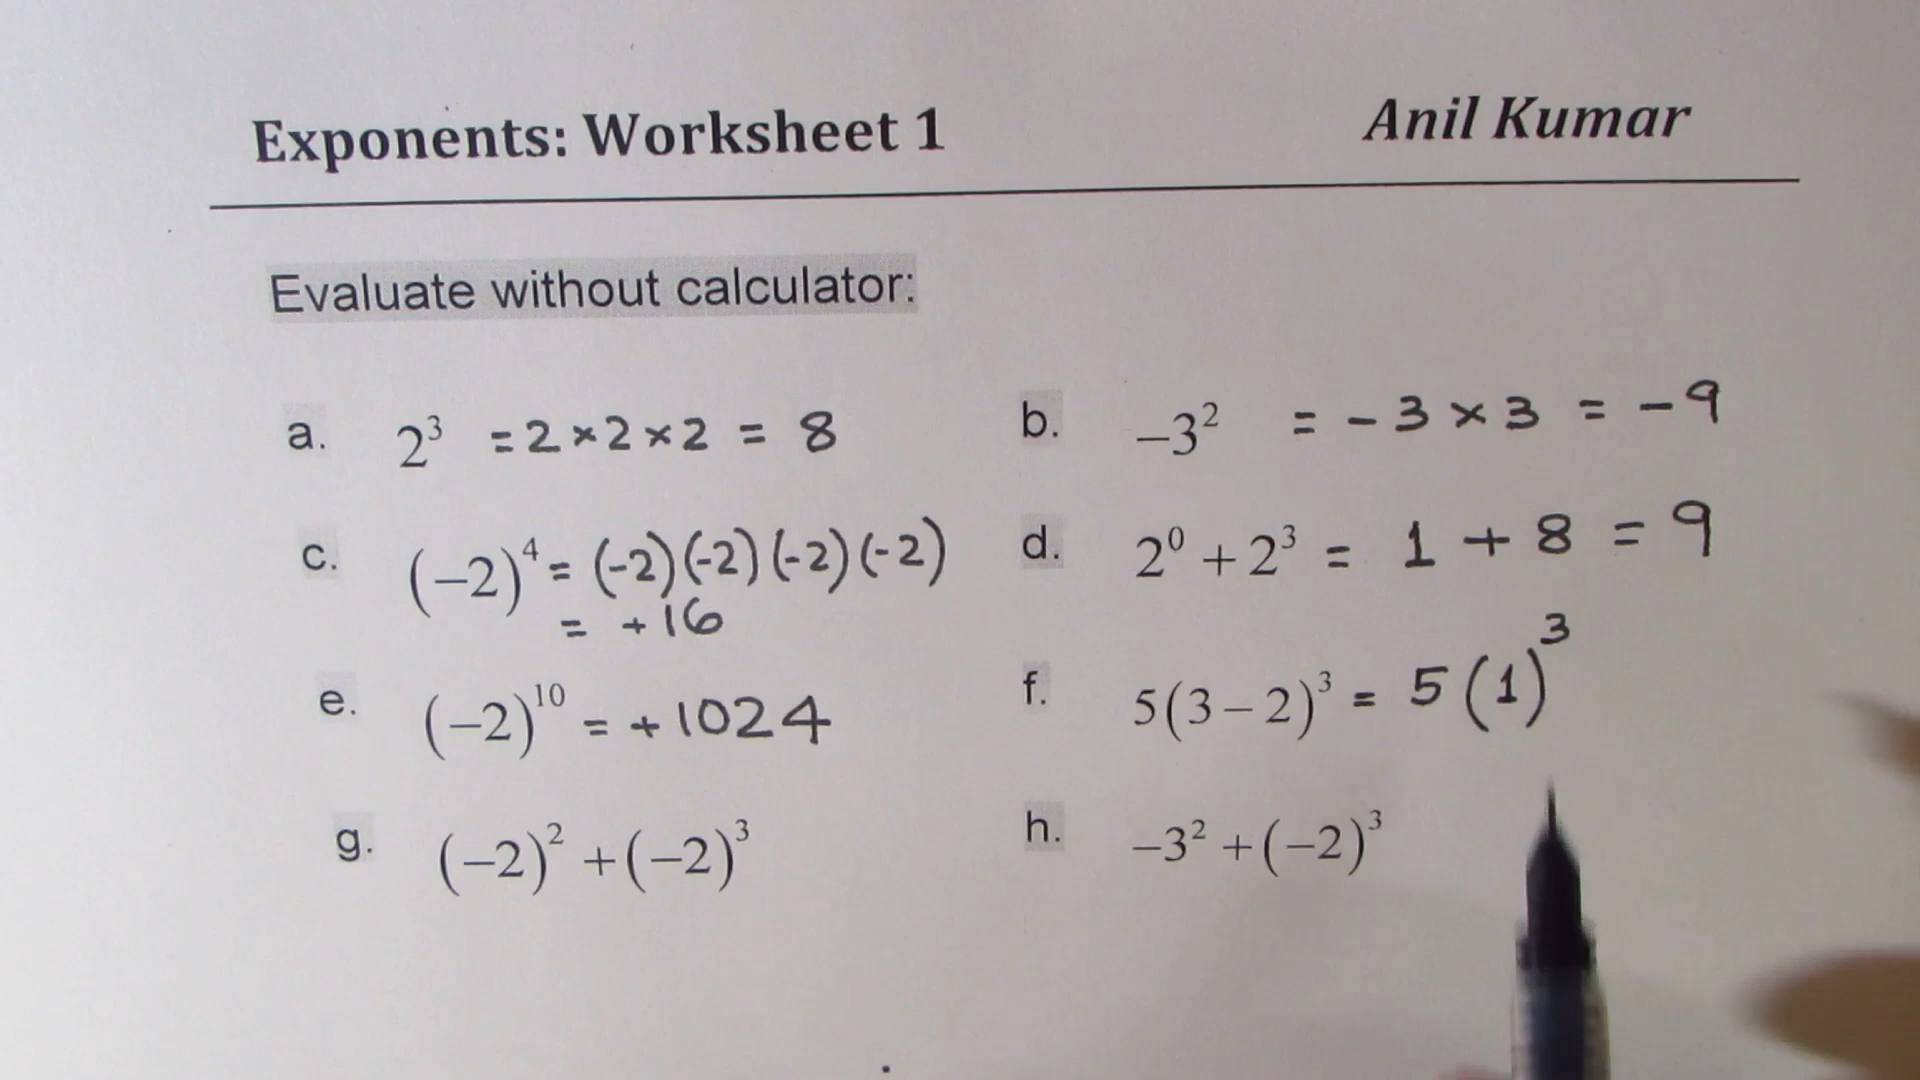 Exponents: Worksheet 1 Anil Kumar
Evaluate without calculator:
a. 2³ = 2 × 2 × 2 = 8
b. −3² = − 3 × 3 = − 9
c. (−2)⁴ = (-2)(-2)(-2)(-2)
= + 16
d. 2⁰ + 2³ = 1 + 8 = 9
e. (−2)¹⁰ = + 1024
f. 5(3 − 2)³ = 5(1)³
g. (−2)² + (−2)³
h. −3² + (−2)³